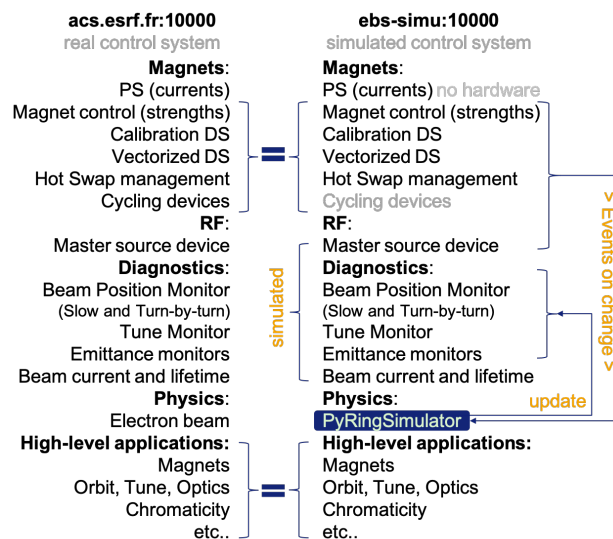 acs.esrf.fr:10000
real control system
Magnets:
PS (currents)
Magnet control (strengths)
Calibration DS
Vectorized DS
Hot Swap management
Cycling devices
RF:
Master source device
Diagnostics:
Beam Position Monitor
(Slow and Turn-by-turn)
Tune Monitor
Emittance monitors
Beam current and lifetime
Physics:
Electron beam
High-level applications:
Magnets
Orbit, Tune, Optics
Chromaticity
etc..
=
simulated
=
ebs-simu:10000
simulated control system
Magnets:
PS (currents) no hardware
Magnet control (strengths)
Calibration DS
Vectorized DS
Hot Swap management
Cycling devices
RF:
Master source device
Diagnostics:
Beam Position Monitor
(Slow and Turn-by-turn)
Tune Monitor
Emittance monitors
Beam current and lifetime
Physics:
PyRingSimulator
High-level applications:
Magnets
Orbit, Tune, Optics
Chromaticity
etc..
update
> Events on change >